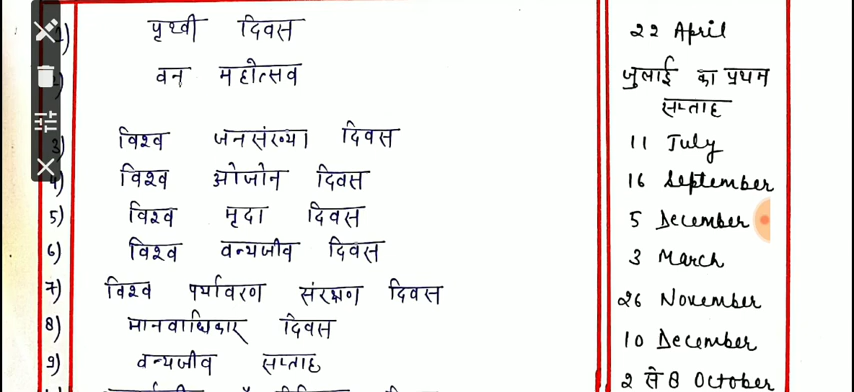 1) पृथ्वी दिवस 22 April
2) वन महोत्सव जुलाई का प्रथम
सप्ताह
3) विश्व जनसंख्या दिवस 11 July
4) विश्व ओजोन दिवस 16 September
5) विश्व मृदा दिवस 5 December
6) विश्व वन्यजीव दिवस 3 March
7) विश्व पर्यावरण संरक्षण दिवस 26 November
8) मानवाधिकार दिवस 10 December
9) वन्यजीव सप्ताह 2 से 8 October